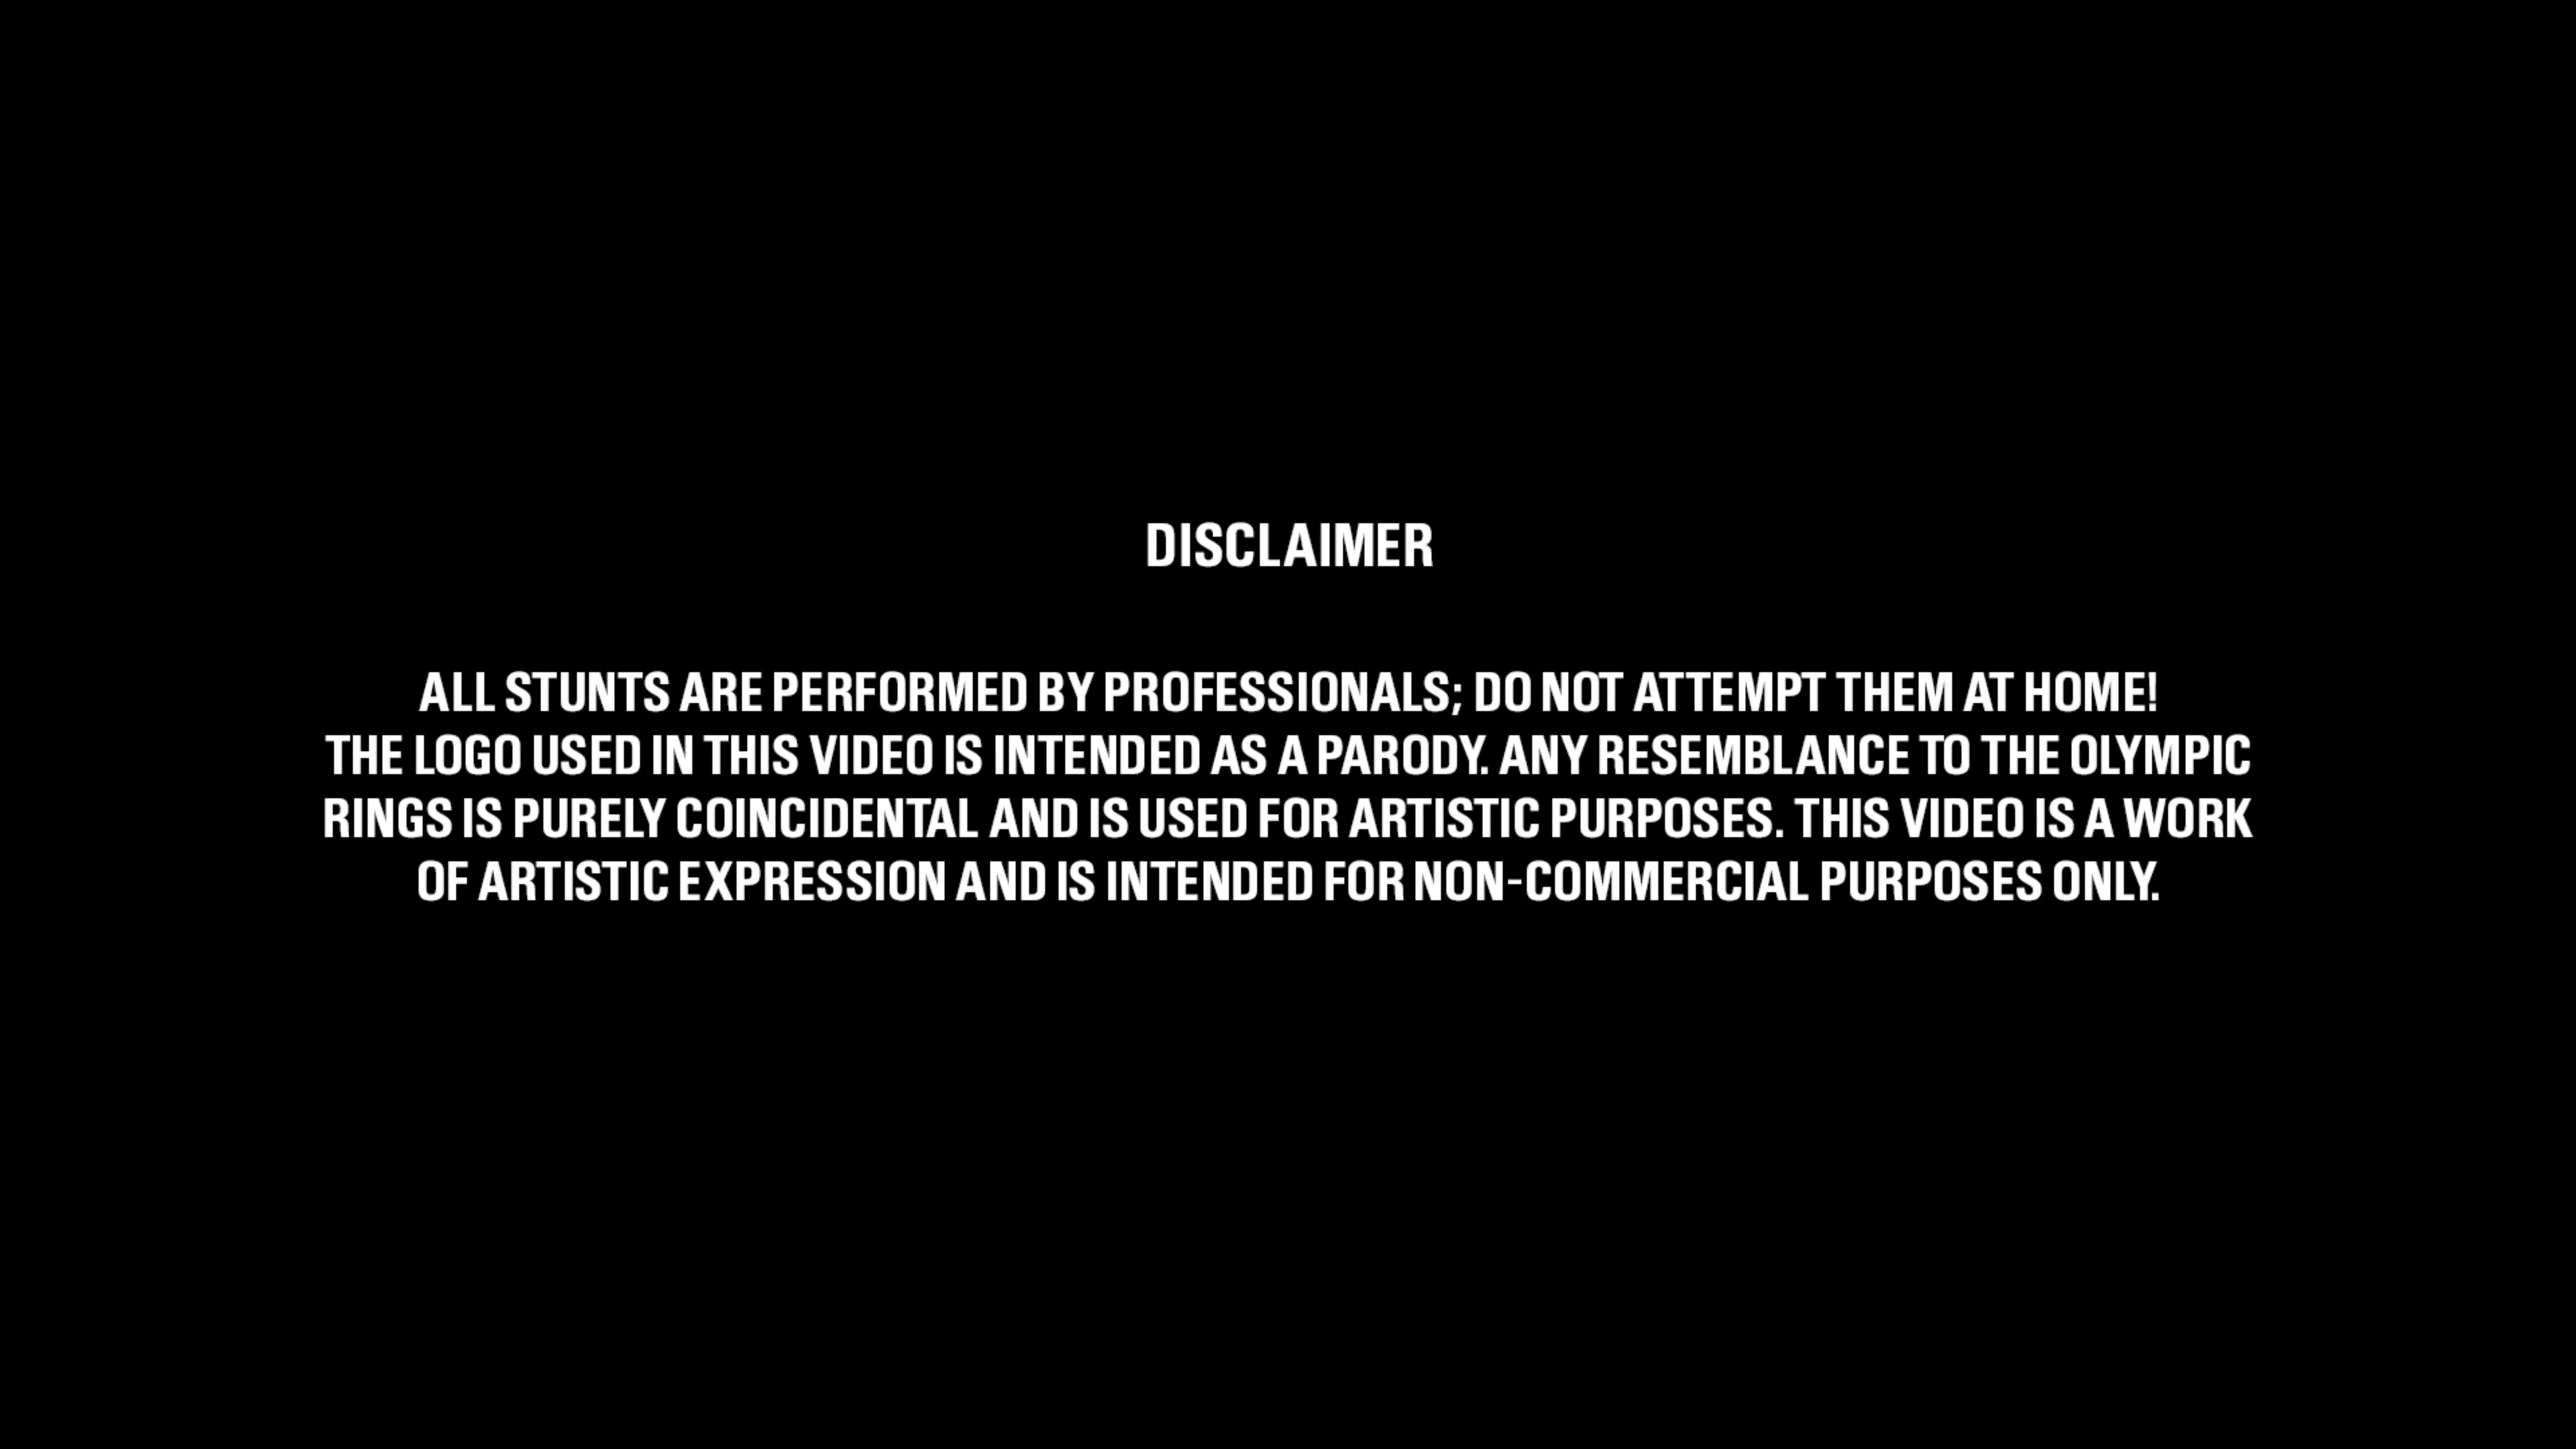 DISCLAIMER
ALL STUNTS ARE PERFORMED BY PROFESSIONALS; DO NOT ATTEMPT THEM AT HOME!
THE LOGO USED IN THIS VIDEO IS INTENDED AS A PARODY. ANY RESEMBLANCE TO THE OLYMPIC
RINGS IS PURELY COINCIDENTAL AND IS USED FOR ARTISTIC PURPOSES. THIS VIDEO IS A WORK
OF ARTISTIC EXPRESSION AND IS INTENDED FOR NON-COMMERCIAL PURPOSES ONLY.